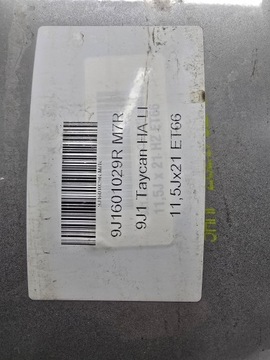 9J1601029R M7R
9J1 Taycan HA LI
11,5Jx21 ET66